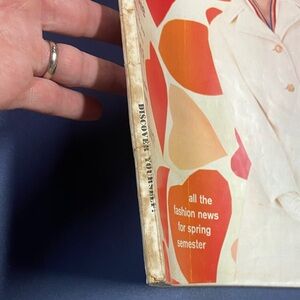 DISCOVER YOURSELF!
all the
fashion news
for spring
semester